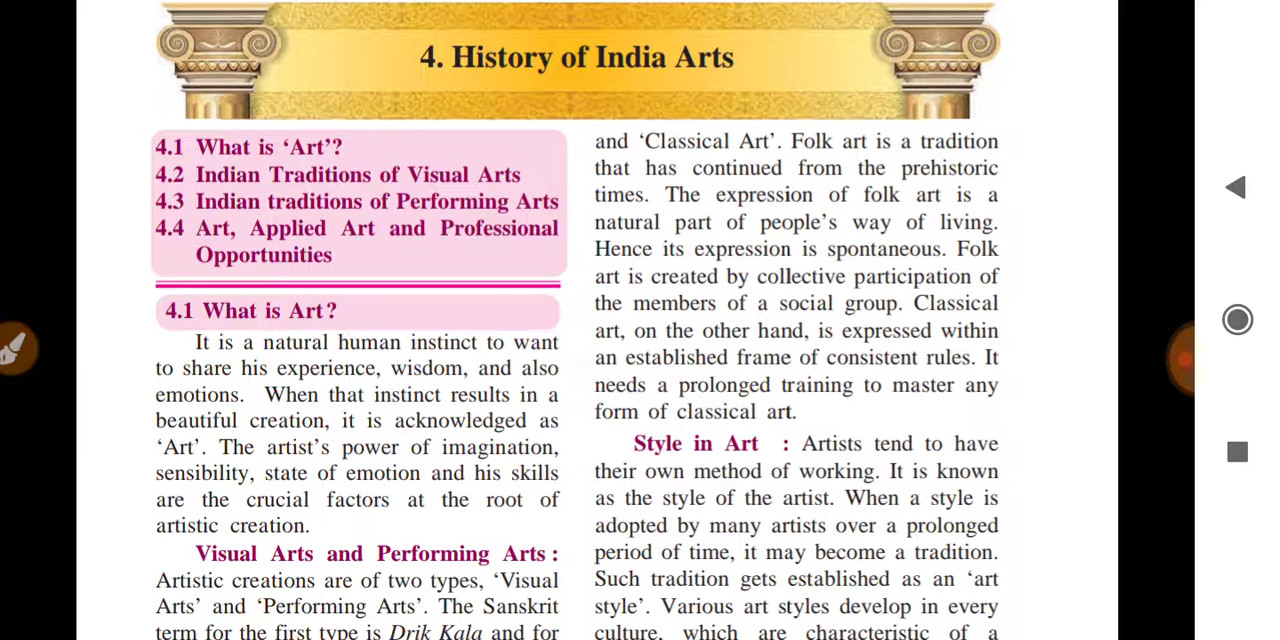 4. History of India Arts
4.1 What is ‘Art’?
4.2 Indian Traditions of Visual Arts
4.3 Indian traditions of Performing Arts
4.4 Art, Applied Art and Professional
Opportunities
4.1 What is Art?
It is a natural human instinct to want
to share his experience, wisdom, and also
emotions. When that instinct results in a
beautiful creation, it is acknowledged as
‘Art’. The artist’s power of imagination,
sensibility, state of emotion and his skills
are the crucial factors at the root of
artistic creation.
Visual Arts and Performing Arts :
Artistic creations are of two types, ‘Visual
Arts’ and ‘Performing Arts’. The Sanskrit
term for the first type is Drik Kala and for
and ‘Classical Art’. Folk art is a tradition
that has continued from the prehistoric
times. The expression of folk art is a
natural part of people’s way of living.
Hence its expression is spontaneous. Folk
art is created by collective participation of
the members of a social group. Classical
art, on the other hand, is expressed within
an established frame of consistent rules. It
needs a prolonged training to master any
form of classical art.
Style in Art : Artists tend to have
their own method of working. It is known
as the style of the artist. When a style is
adopted by many artists over a prolonged
period of time, it may become a tradition.
Such tradition gets established as an ‘art
style’. Various art styles develop in every
culture, which are characteristic of a